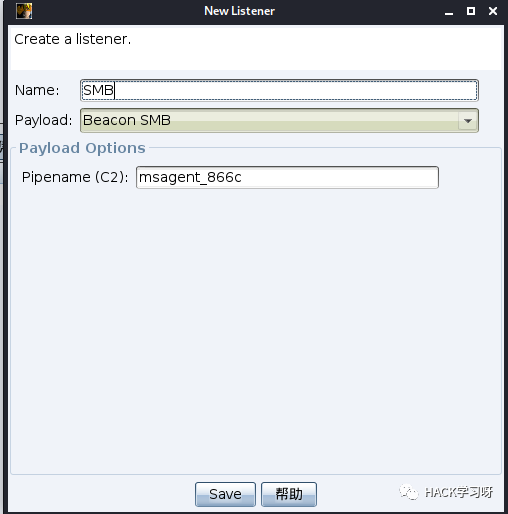 New Listener
Create a listener.
Name: SMB
Payload: Beacon SMB
Payload Options
Pipename (C2): msagent_866c
Save 帮助
HACK学习呀